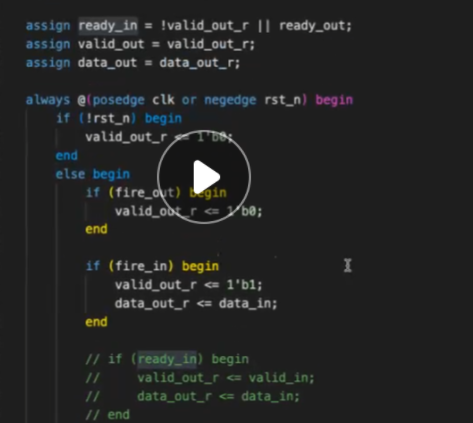 assign ready_in = !valid_out_r || ready_out;
assign valid_out = valid_out_r;
assign data_out = data_out_r;
always @(posedge clk or negedge rst_n) begin
if (!rst_n) begin
valid_out_r <= 1'b0;
end
else begin
if (fire_out) begin
valid_out_r <= 1'b0;
end
if (fire_in) begin
valid_out_r <= 1'b1;
data_out_r <= data_in;
end
// if (ready_in) begin
//     valid_out_r <= valid_in;
//     data_out_r <= data_in;
// end